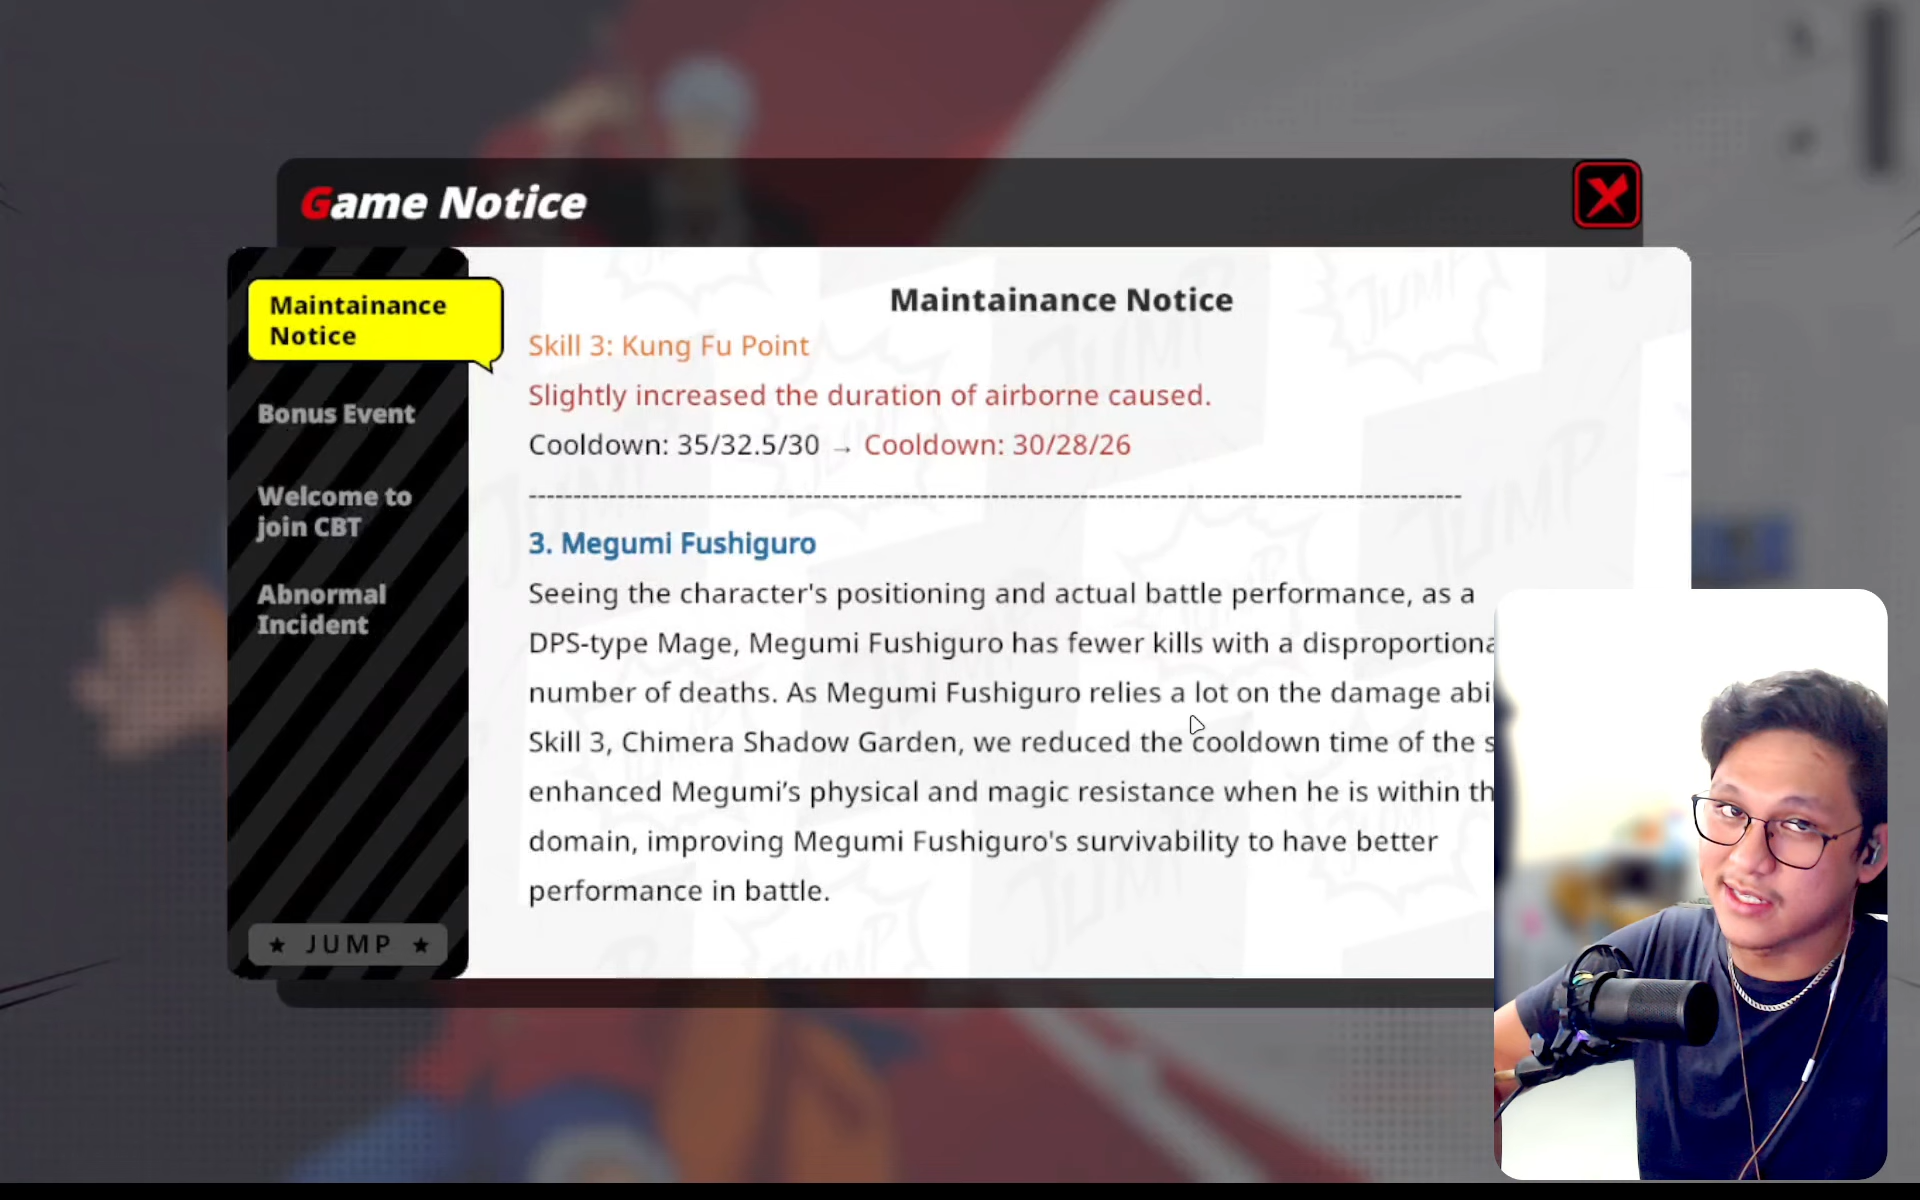 Game Notice
Maintainance
Notice
Bonus Event
Welcome to
join CBT
Abnormal
Incident
★ JUMP ★
Maintainance Notice
Skill 3: Kung Fu Point
Slightly increased the duration of airborne caused.
Cooldown: 35/32.5/30 → Cooldown: 30/28/26
3. Megumi Fushiguro
Seeing the character's positioning and actual battle performance, as a
DPS-type Mage, Megumi Fushiguro has fewer kills with a
number of deaths. As Megumi Fushiguro relies a lot on the damage
Skill 3, Chimera Shadow Garden, we reduced the cooldown time of the
enhanced Megumi’s physical and magic resistance when he is within
domain, improving Megumi Fushiguro's survivability to have better
performance in battle.